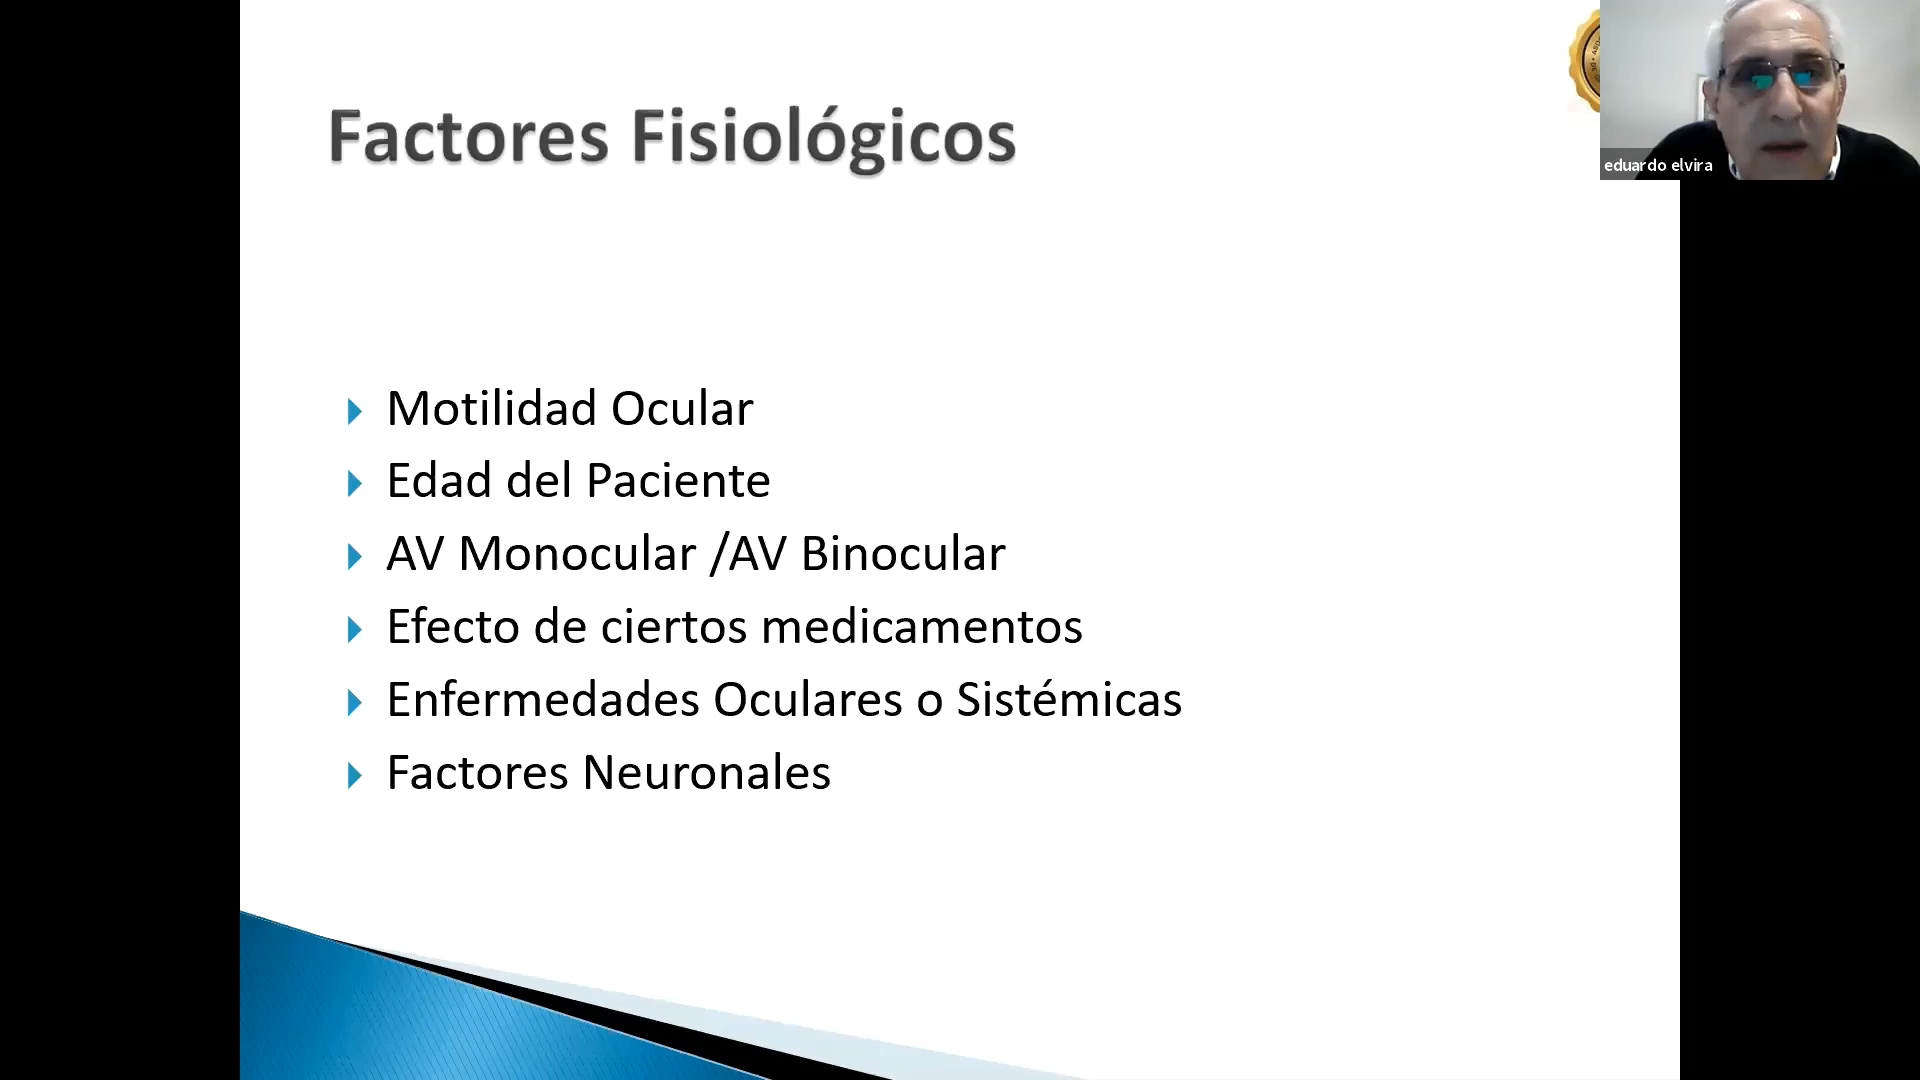 Factores Fisiológicos
eduardo elvira
Motilidad Ocular
Edad del Paciente
AV Monocular /AV Binocular
Efecto de ciertos medicamentos
Enfermedades Oculares o Sistémicas
Factores Neuronales